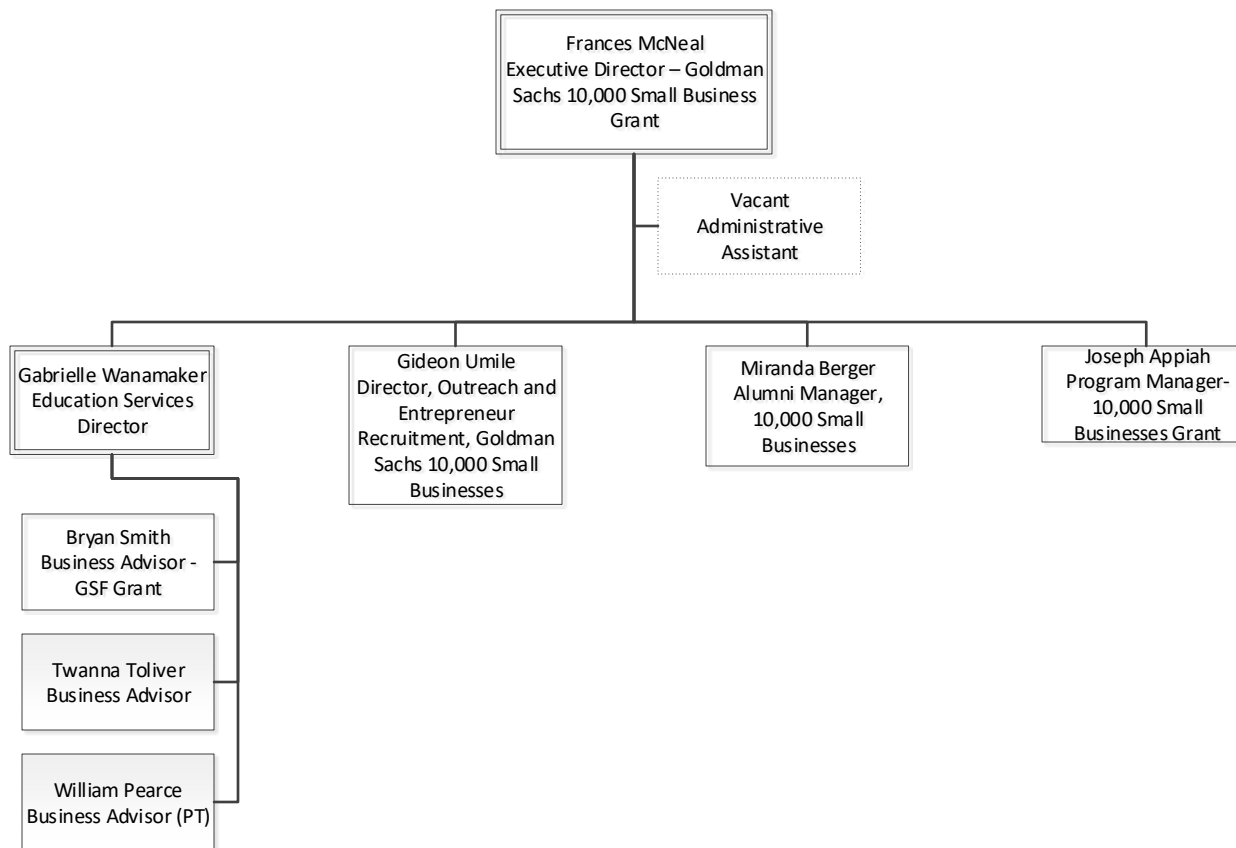 Frances McNeal
Executive Director – Goldman
Sachs 10,000 Small Business
Grant
Vacant
Administrative
Assistant
Gabrielle Wanamaker
Education Services
Director
Gideon Umile
Director, Outreach and
Entrepreneur
Recruitment, Goldman
Sachs 10,000 Small
Businesses
Miranda Berger
Alumni Manager,
10,000 Small
Businesses
Joseph Appiah
Program Manager-
10,000 Small
Businesses Grant
Bryan Smith
Business Advisor -
GSF Grant
Twanna Toliver
Business Advisor
William Pearce
Business Advisor (PT)